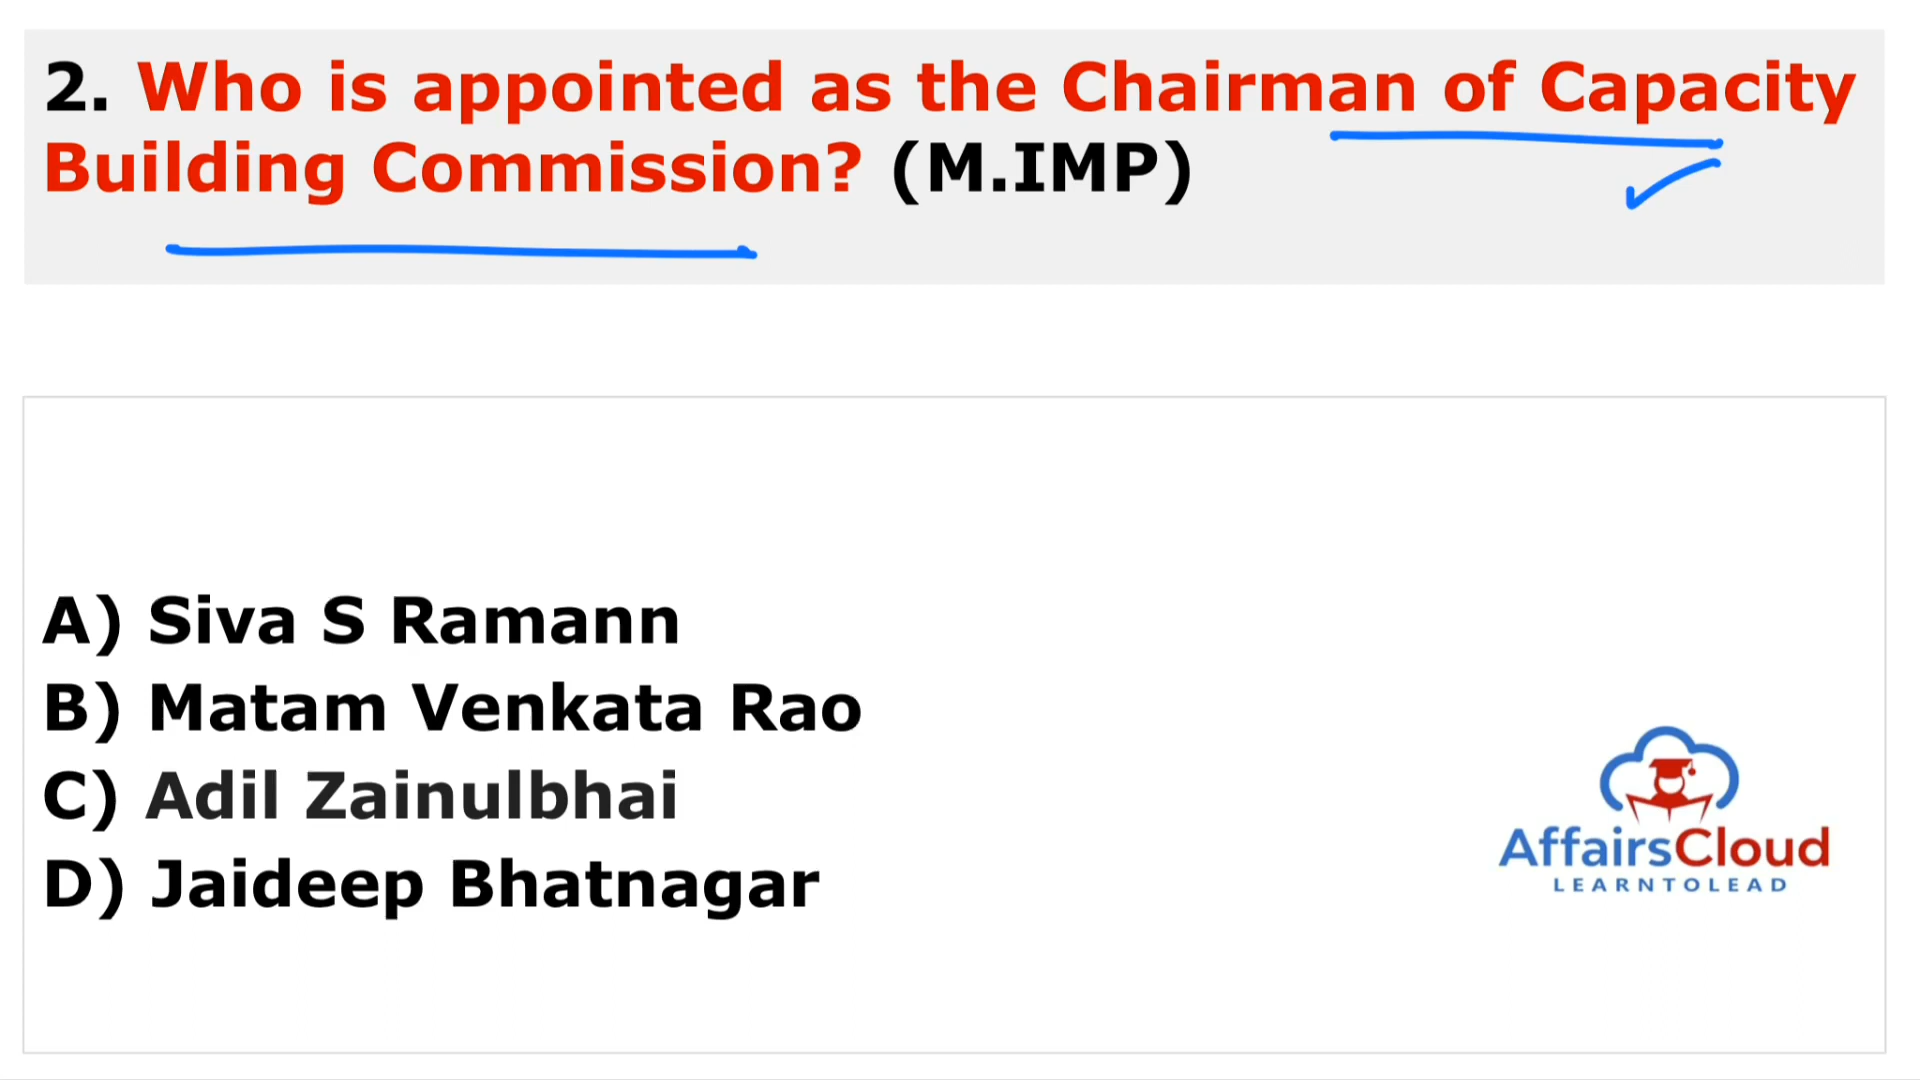 2. Who is appointed as the Chairman of Capacity
Building Commission? (M.IMP)
A) Siva S Ramann
B) Matam Venkata Rao
C) Adil Zainulbhai
D) Jaideep Bhatnagar
AffairsCloud
LEARNTOLEAD